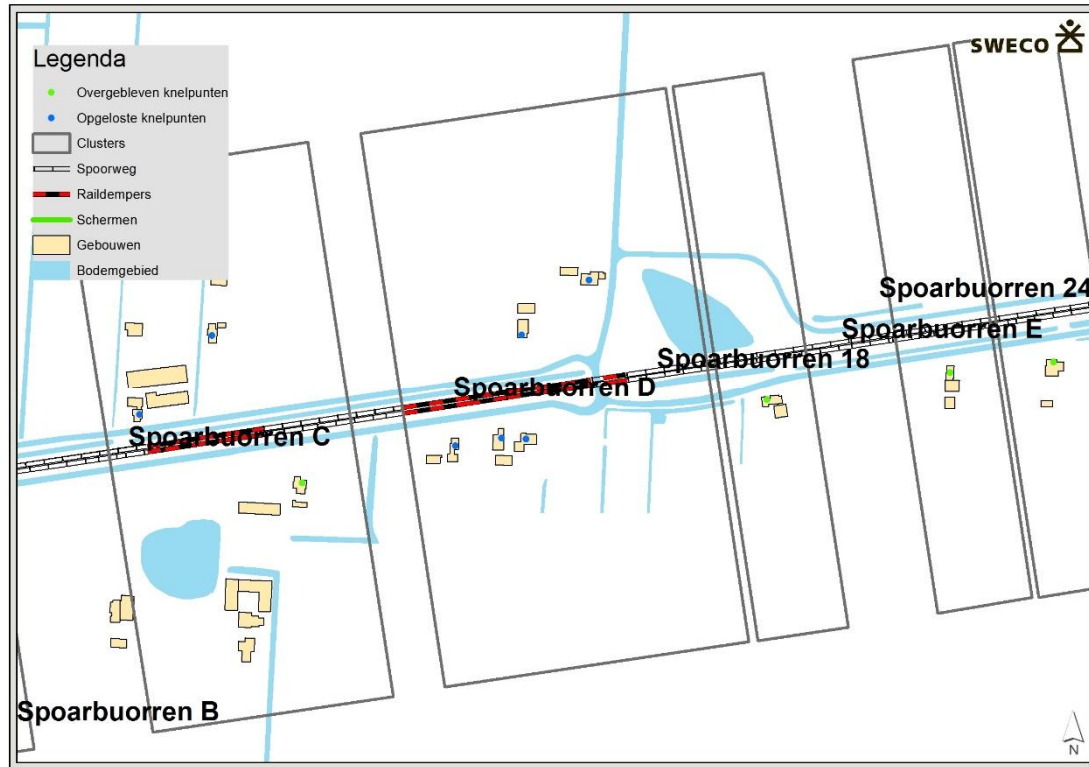 SWECO
Legenda
Overgebleven knelpunten
Opgeloste knelpunten
Clusters
Spoorweg
Raildempers
Schermen
Gebouwen
Bodemgebied
Spoarbuorren 24
Spoarbuorren E
Spoarbuorren 18
Spoarbuorren D
Spoarbuorren C
Spoarbuorren B
N